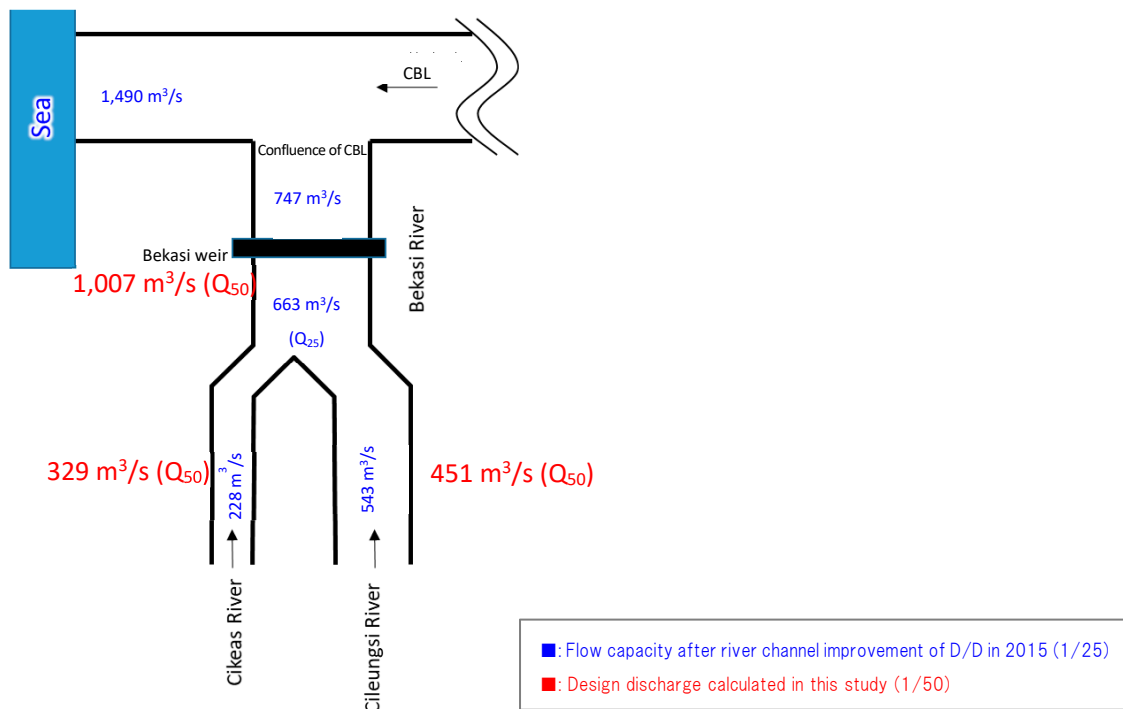 CBL
1,490 m³/s
Sea
Confluence of CBL
747 m³/s
Bekasi River
Bekasi weir
1,007 m³/s (Q₅₀)
663 m³/s
(Q₂₅)
329 m³/s (Q₅₀)
228 m³/s
543 m³/s
451 m³/s (Q₅₀)
Cikeas River
Cileungsi River
■: Flow capacity after river channel improvement of D/D in 2015 (1/25)
■: Design discharge calculated in this study (1/50)